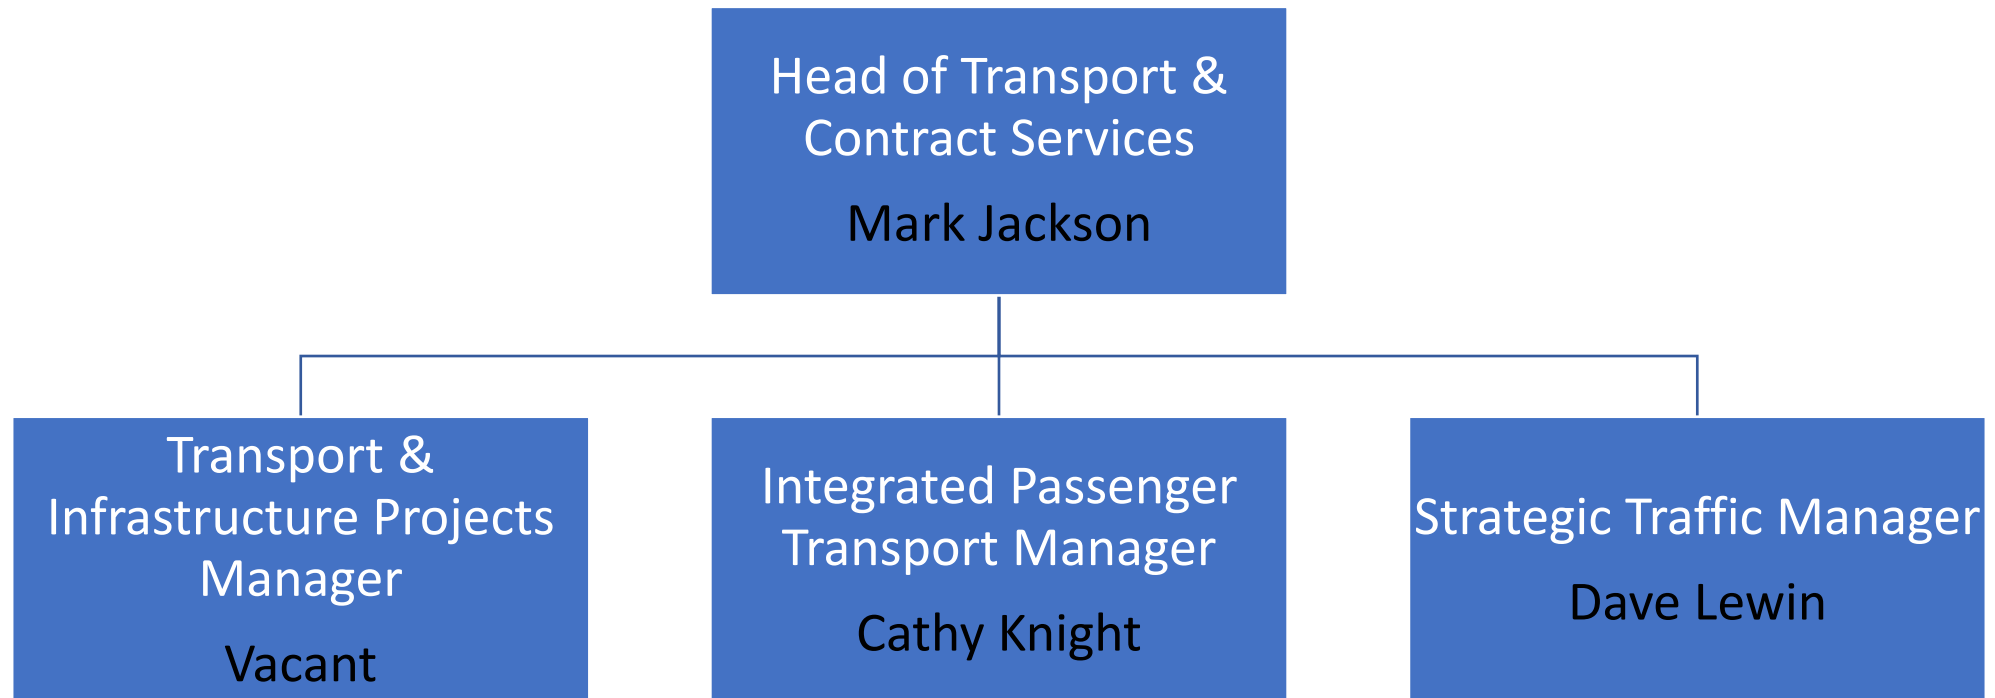 Head of Transport &
Contract Services
Mark Jackson
Transport &
Infrastructure Projects
Manager
Vacant
Integrated Passenger
Transport Manager
Cathy Knight
Strategic Traffic Manager
Dave Lewin